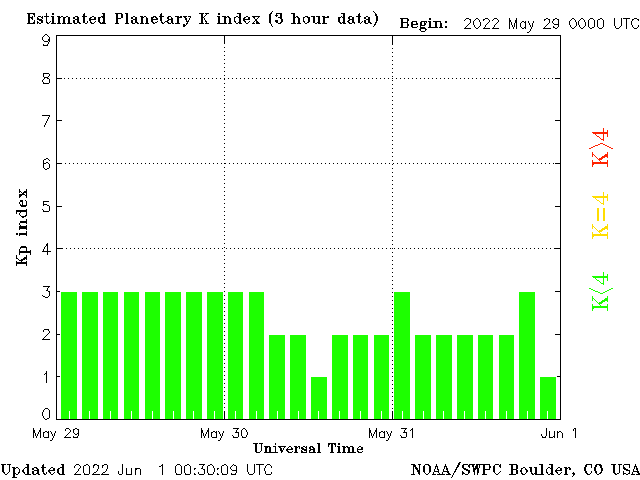 Estimated Planetary K index (3 hour data) Begin: 2022 May 29 0000 UTC
9
8
7
6
5
4
3
2
1
0
Kp index
May 29 May 30 May 31 Jun 1
Universal Time
K>4
K=4
K<4
Updated 2022 Jun 1 00:30:09 UTC NOAA/SWPC Boulder, CO USA